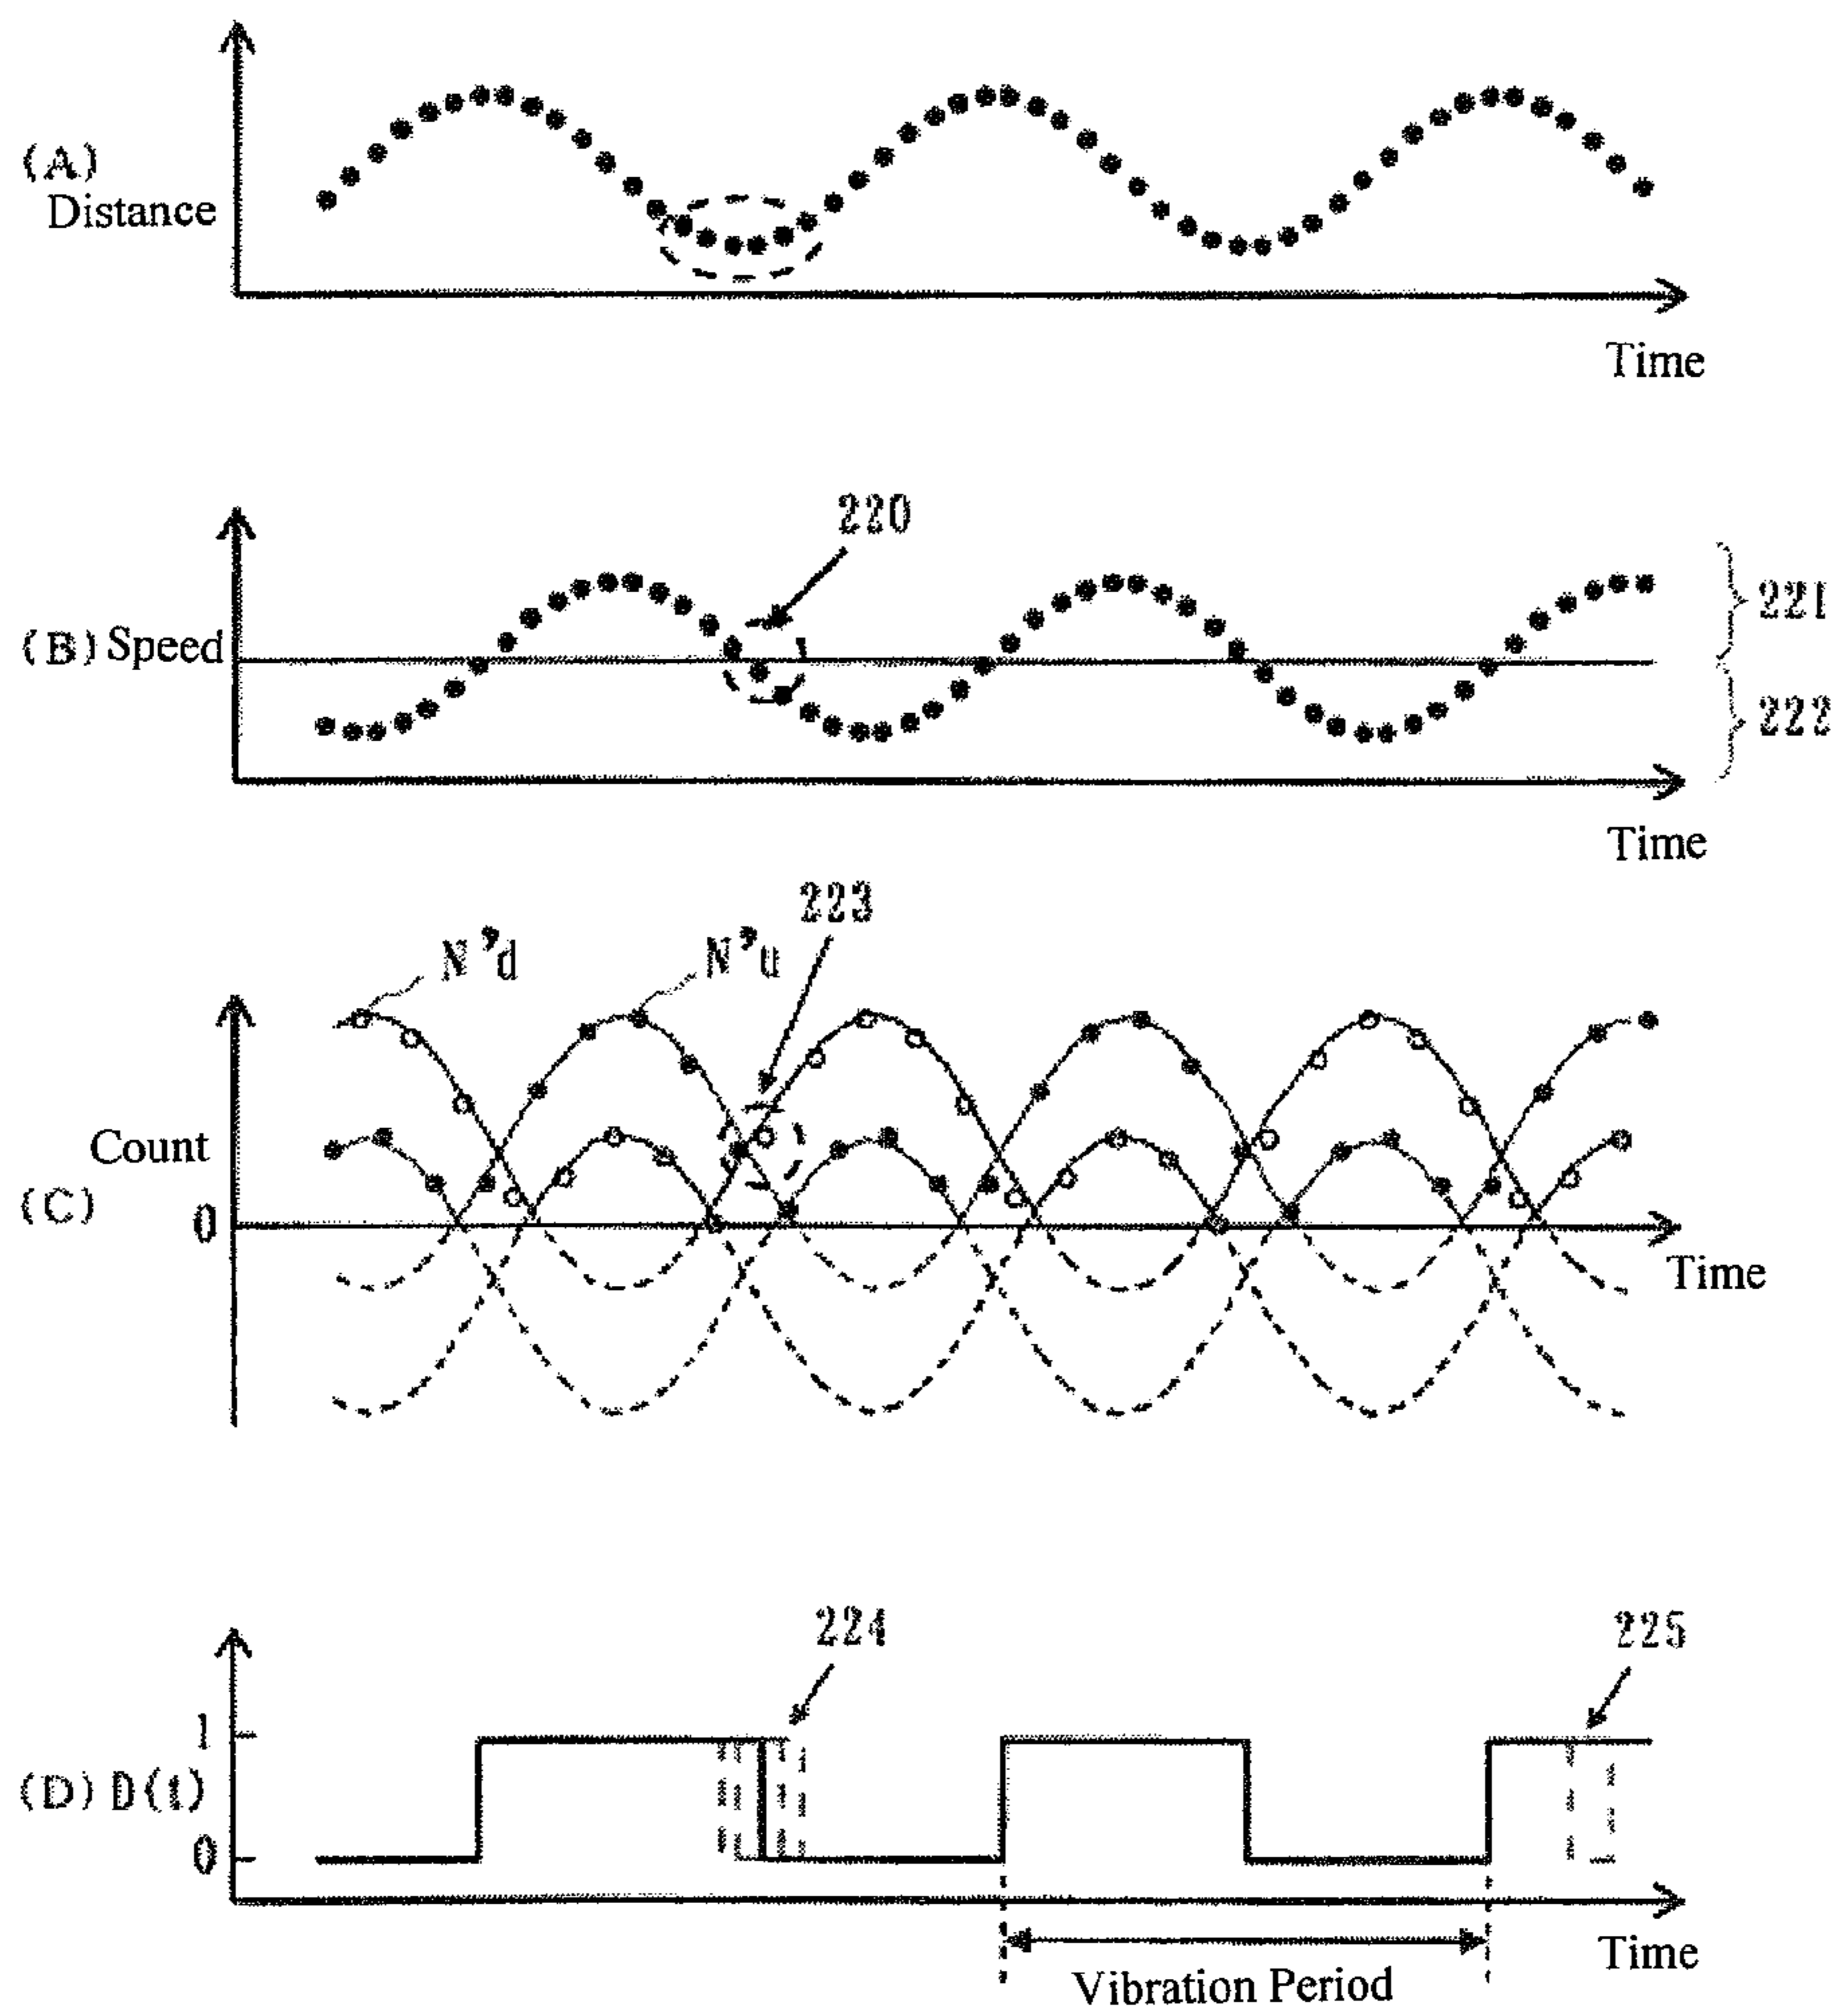 (A)
Distance
Time
220
(B) Speed
221
222
Time
223
N'd
N'u
Count
(C)
0
Time
224
225
1
(D) D(t)
0
Time
Vibration Period